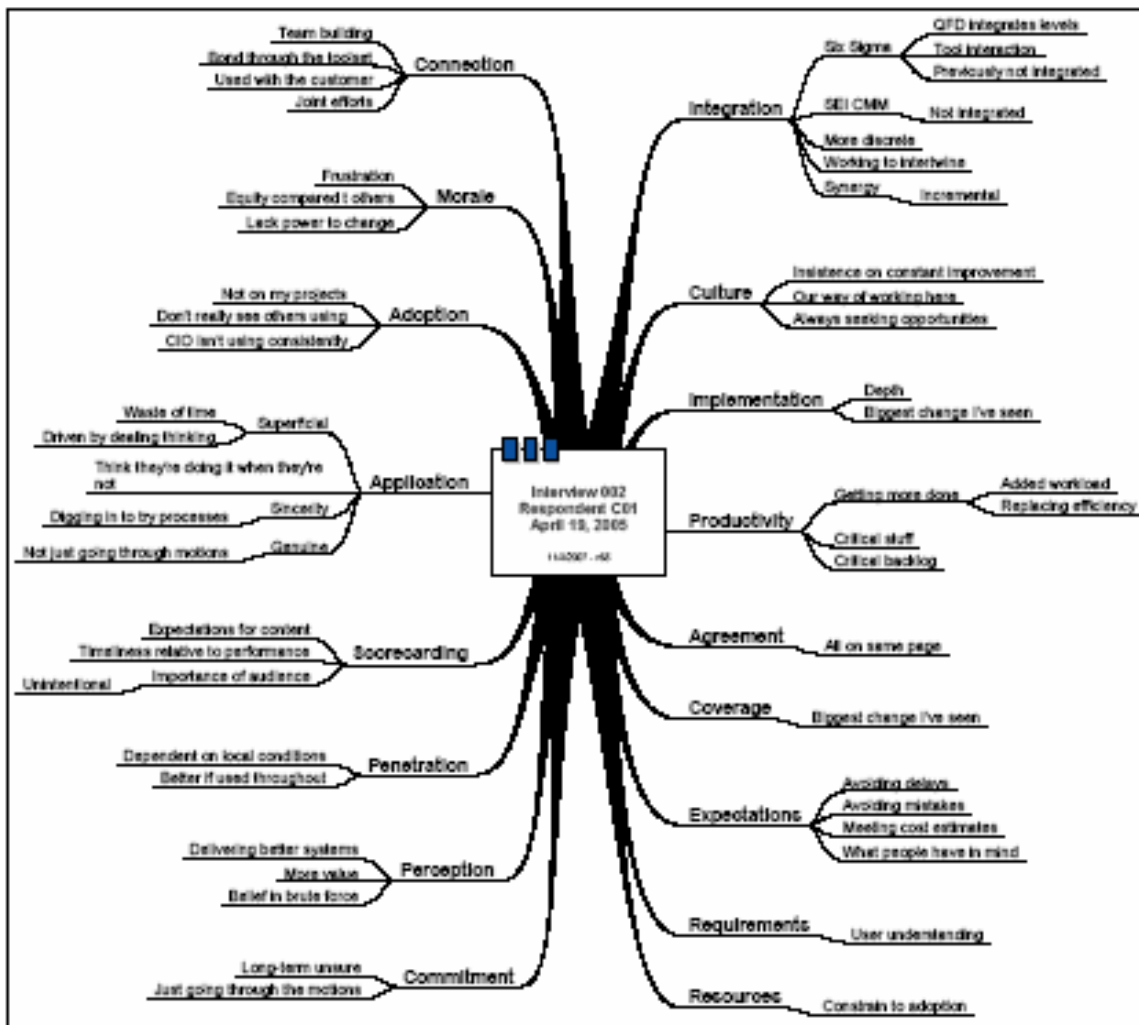 Interview 002
Respondent C01
April 19, 2005
Connection
Team building
Bond through the toolset
Used with the customer
Joint efforts
Morale
Frustration
Equity compared t others
Lack power to change
Adoption
Not on my projects
Don't really see others using
CIO isn't using consistently
Application
Superficial
Waste of time
Driven by dealing thinking
Think they're doing it when they're
not
Sincerity
Digging in to try processes
Genuine
Not just going through motions
Scorecarding
Expectations for content
Timeliness relative to performance
Importance of audience
Unintentional
Penetration
Dependent on local conditions
Better if used throughout
Perception
Delivering better systems
More value
Belief in brute force
Commitment
Long-term unsure
Just going through the motions
Integration
Six Sigma
QFD integrates levels
Tool interaction
Previously not integrated
SEI CMM
Not integrated
More discrete
Working to intertwine
Synergy
Incremental
Culture
Insistence on constant improvement
Our way of working here
Always seeking opportunities
Implementation
Depth
Biggest change I've seen
Productivity
Getting more done
Added workload
Replacing efficiency
Critical stuff
Critical backlog
Agreement
All on same page
Coverage
Biggest change I've seen
Expectations
Avoiding delays
Avoiding mistakes
Meeting cost estimates
What people have in mind
Requirements
User understanding
Resources
Constrain to adoption